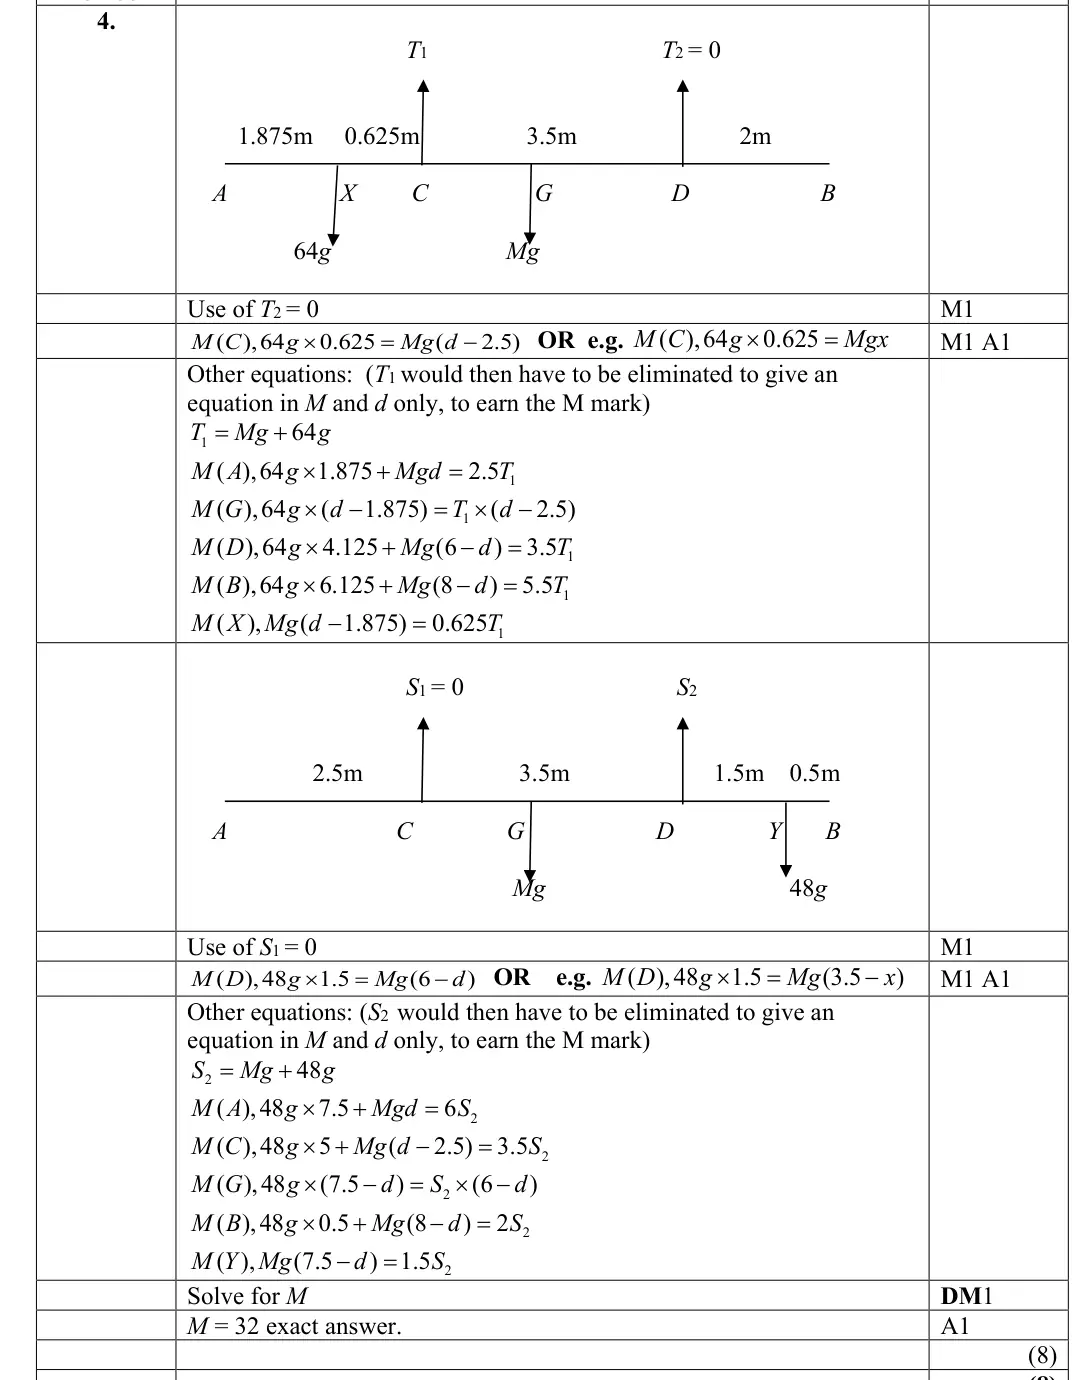 4.
T1 T2 = 0
1.875m 0.625m 3.5m 2m
A X C G D B
64g Mg
Use of T2 = 0 M1
M(C), 64g × 0.625 = Mg(d − 2.5) OR e.g. M(C), 64g × 0.625 = Mgx M1 A1
Other equations: (T1 would then have to be eliminated to give an
equation in M and d only, to earn the M mark)
T1 = Mg + 64g
M(A), 64g × 1.875 + Mgd = 2.5T1
M(G), 64g × (d − 1.875) = T1 × (d − 2.5)
M(D), 64g × 4.125 + Mg(6 − d) = 3.5T1
M(B), 64g × 6.125 + Mg(8 − d) = 5.5T1
M(X), Mg(d − 1.875) = 0.625T1
S1 = 0 S2
2.5m 3.5m 1.5m 0.5m
A C G D Y B
Mg 48g
Use of S1 = 0 M1
M(D), 48g × 1.5 = Mg(6 − d) OR e.g. M(D), 48g × 1.5 = Mg(3.5 − x) M1 A1
Other equations: (S2 would then have to be eliminated to give an
equation in M and d only, to earn the M mark)
S2 = Mg + 48g
M(A), 48g × 7.5 + Mgd = 6S2
M(C), 48g × 5 + Mg(d − 2.5) = 3.5S2
M(G), 48g × (7.5 − d) = S2 × (6 − d)
M(B), 48g × 0.5 + Mg(8 − d) = 2S2
M(Y), Mg(7.5 − d) = 1.5S2
Solve for M DM1
M = 32 exact answer. A1
(8)